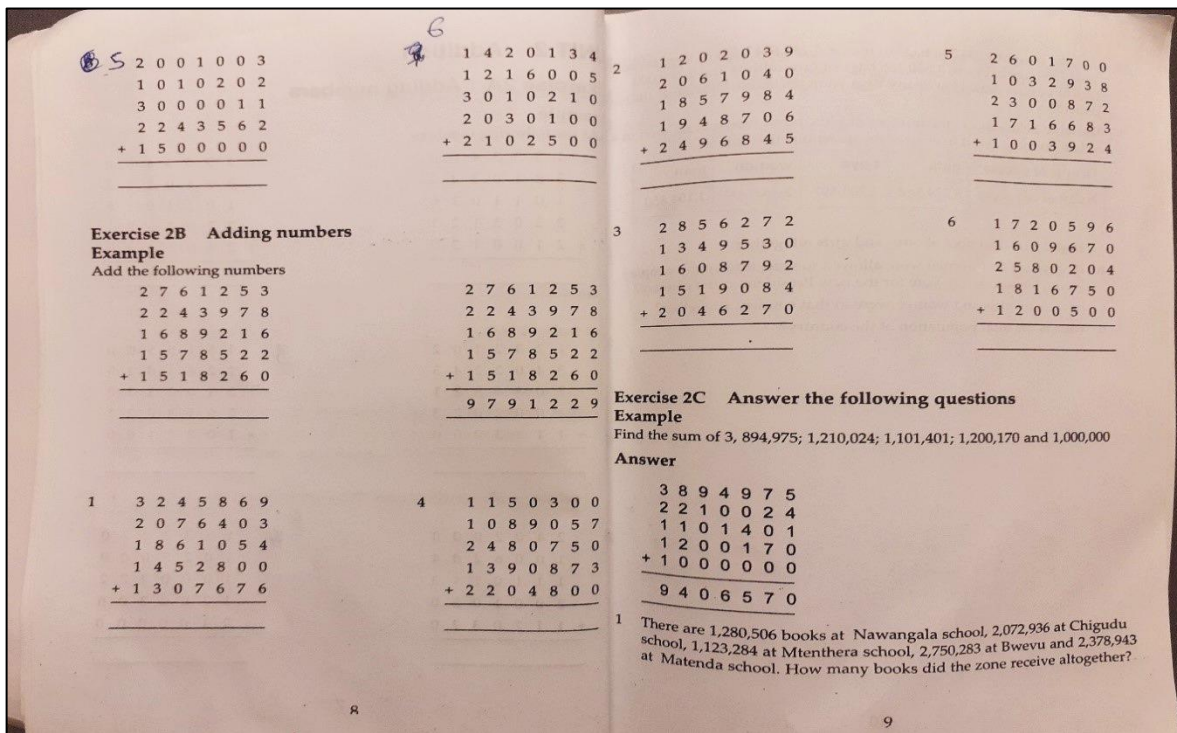 5 2 0 0 1 0 0 3
1 0 1 0 2 0 2
3 0 0 0 0 1 1
2 2 4 3 5 6 2
+ 1 5 0 0 0 0 0
6
1 4 2 0 1 3 4
1 2 1 6 0 0 5
3 0 1 0 2 1 0
2 0 3 0 1 0 0
+ 2 1 0 2 5 0 0
Exercise 2B Adding numbers
Example
Add the following numbers
2 7 6 1 2 5 3
2 2 4 3 9 7 8
1 6 8 9 2 1 6
1 5 7 8 5 2 2
+ 1 5 1 8 2 6 0
2 7 6 1 2 5 3
2 2 4 3 9 7 8
1 6 8 9 2 1 6
1 5 7 8 5 2 2
+ 1 5 1 8 2 6 0
9 7 9 1 2 2 9
1 3 2 4 5 8 6 9
2 0 7 6 4 0 3
1 8 6 1 0 5 4
1 4 5 2 8 0 0
+ 1 3 0 7 6 7 6
4 1 1 5 0 3 0 0
1 0 8 9 0 5 7
2 4 8 0 7 5 0
1 3 9 0 8 7 3
+ 2 2 0 4 8 0 0
8
2 1 2 0 2 0 3 9
2 0 6 1 0 4 0
1 8 5 7 9 8 4
1 9 4 8 7 0 6
+ 2 4 9 6 8 4 5
5 2 6 0 1 7 0 0
1 0 3 2 9 3 8
2 3 0 0 8 7 2
1 7 1 6 6 8 3
+ 1 0 0 3 9 2 4
3 2 8 5 6 2 7 2
1 3 4 9 5 3 0
1 6 0 8 7 9 2
1 5 1 9 0 8 4
+ 2 0 4 6 2 7 0
6 1 7 2 0 5 9 6
1 6 0 9 6 7 0
2 5 8 0 2 0 4
1 8 1 6 7 5 0
+ 1 2 0 0 5 0 0
Exercise 2C Answer the following questions
Example
Find the sum of 3, 894,975; 1,210,024; 1,101,401; 1,200,170 and 1,000,000
Answer
3 8 9 4 9 7 5
2 2 1 0 0 2 4
1 1 0 1 4 0 1
1 2 0 0 1 7 0
+ 1 0 0 0 0 0 0
9 4 0 6 5 7 0
1 There are 1,280,506 books at Nawangala school, 2,072,936 at Chigudu
school, 1,123,284 at Mtenthera school, 2,750,283 at Bwevu and 2,378,943
at Matenda school. How many books did the zone receive altogether?
9